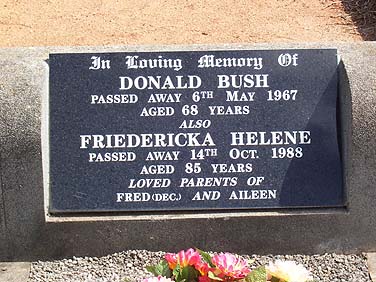 In Loving Memory Of
DONALD BUSH
PASSED AWAY 6TH MAY 1967
AGED 68 YEARS
ALSO
FRIEDERICKA HELENE
PASSED AWAY 14TH OCT. 1988
AGED 85 YEARS
LOVED PARENTS OF
FRED (DEC.) AND AILEEN